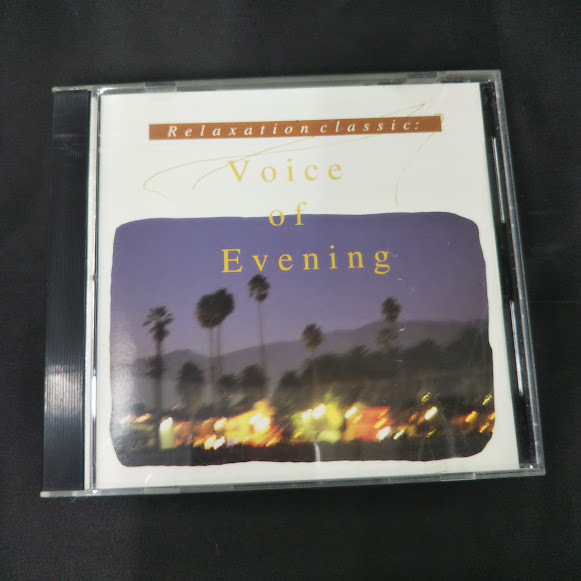 Relaxation classic:
Voice
of
Evening